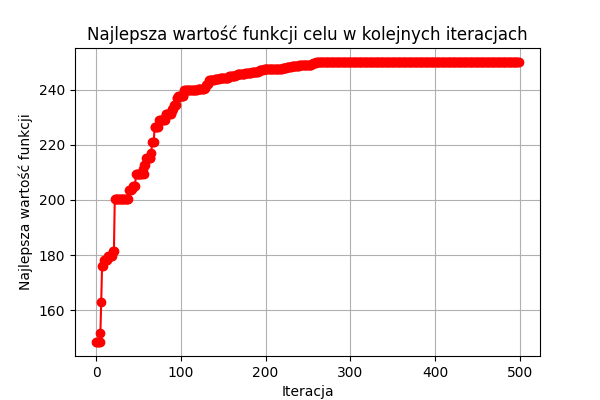 Najlepsza wartość funkcji celu w kolejnych iteracjach
Najlepsza wartość funkcji
240
220
200
180
160
0 100 200 300 400 500
Iteracja